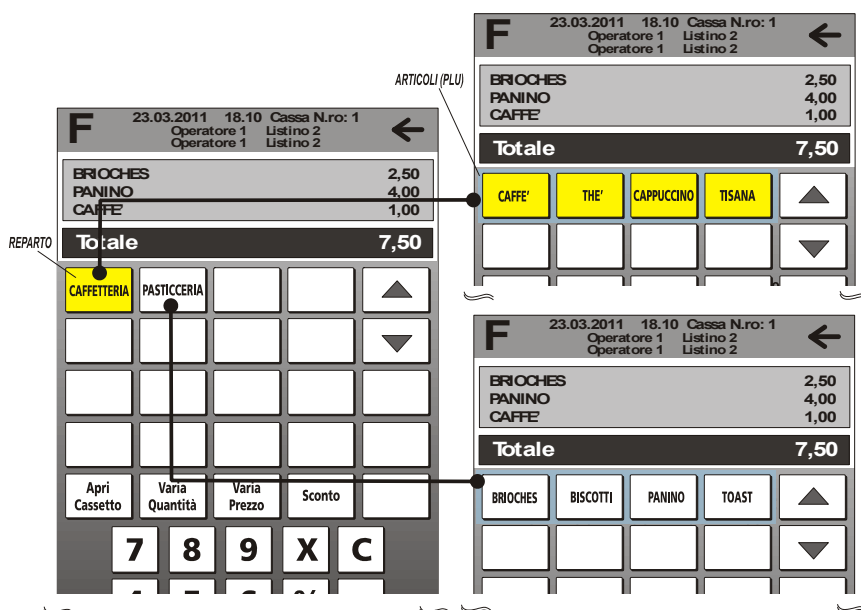 REPARTO
F
23.03.2011 18.10 Cassa N.ro: 1
Operatore 1 Listino 2
Operatore 1 Listino 2
BRIOCHES 2,50
PANINO 4,00
CAFFE' 1,00
Totale 7,50
CAFFETTERIA PASTICCERIA
Apri Cassetto
Varia Quantità
Varia Prezzo
Sconto
7 8 9 X C
ARTICOLI (PLU)
F
23.03.2011 18.10 Cassa N.ro: 1
Operatore 1 Listino 2
Operatore 1 Listino 2
BRIOCHES 2,50
PANINO 4,00
CAFFE' 1,00
Totale 7,50
CAFFE' THE' CAPPUCCINO TISANA
F
23.03.2011 18.10 Cassa N.ro: 1
Operatore 1 Listino 2
Operatore 1 Listino 2
BRIOCHES 2,50
PANINO 4,00
CAFFE' 1,00
Totale 7,50
BRIOCHES BISCOTTI PANINO TOAST